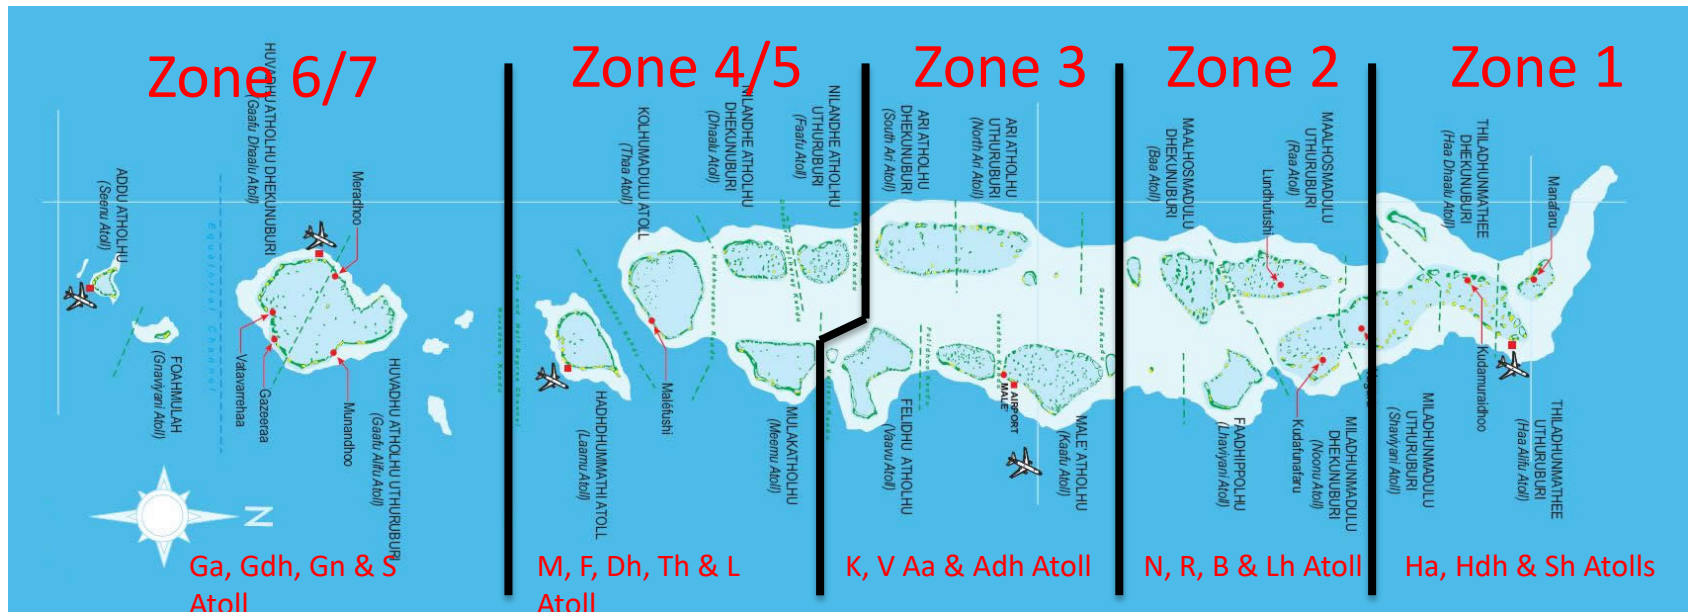 Zone 6/7
Zone 4/5
Zone 3
Zone 2
Zone 1
ADDU ATHOLHU
(Seenu Atoll)
FOAHMULAH
(Gnaviyani Atoll)
Equatorial Channel
HUVADHU ATHOLHU DHEKUNUBURI
(Gaafu Dhaalu Atoll)
Meradhoo
Vatavarrehaa
Gazeeraa
Munandhoo
HUVADHU ATHOLHU UTHURUBURI
(Gaafu Alifu Atoll)
N
KOLHUMADULU ATOLL
(Thaa Atoll)
NILANDHE ATHOLHU
DHEKUNUBURI
(Dhaalu Atoll)
NILANDHE ATHOLHU
UTHURUBURI
(Faafu Atoll)
HADHDHUMMATHI ATOLL
(Laamu Atoll)
Maléfushi
MULAKATHOLHU
(Meemu Atoll)
ARI ATHOLHU
DHEKUNUBURI
(South Ari Atoll)
ARI ATHOLHU
UTHURUBURI
(North Ari Atoll)
FELIDHU ATHOLHU
(Vaavu Atoll)
AIRPORT
MALE'
MALE ATHOLHU
(Kaafu Atoll)
MAALHOSMADULU
DHEKUNUBURI
(Baa Atoll)
MAALHOSMADULU
UTHURUBURI
(Raa Atoll)
Lundhufushi
FAADHIPPOLHU
(Lhaviyani Atoll)
Kudafunafaru
MILADHUNMADULU
DHEKUNUBURI
(Noonu Atoll)
THILADHUNMATHEE
DHEKUNUBURI
(Haa Dhaalu Atoll)
Manafaru
Kudamuraidhoo
MILADHUNMADULU
UTHURUBURI
(Shaviyani Atoll)
THILADHUNMATHEE
UTHURUBURI
(Haa Alifu Atoll)
Ga, Gdh, Gn & S
Atoll
M, F, Dh, Th & L
Atoll
K, V Aa & Adh Atoll
N, R, B & Lh Atoll
Ha, Hdh & Sh Atolls